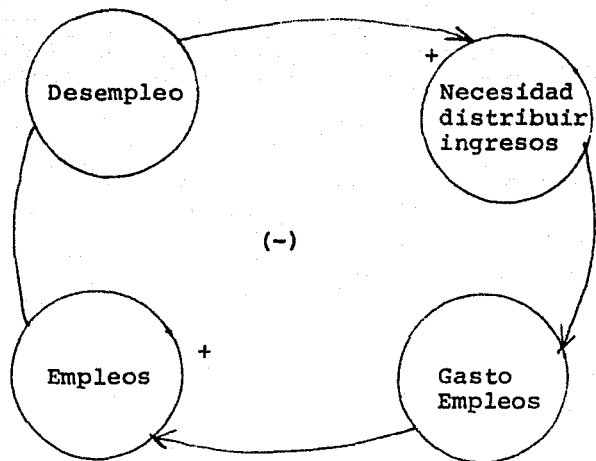 Desempleo
+
Necesidad
distribuir
ingresos
(-)
Empleos
+
Gasto
Empleos